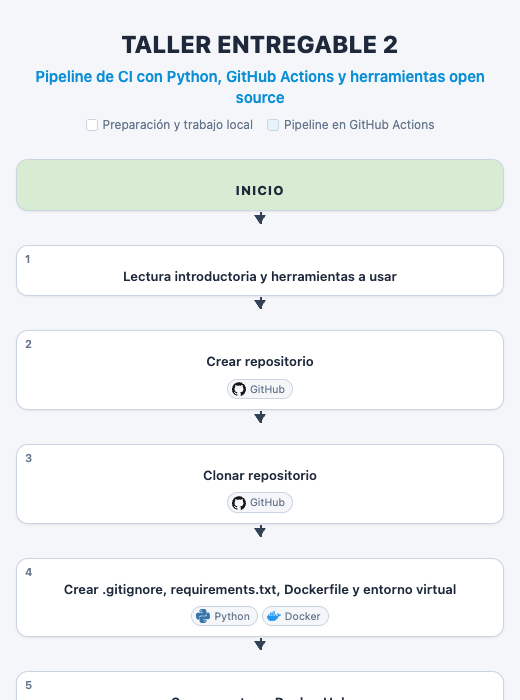 TALLER ENTREGABLE 2
Pipeline de CI con Python, GitHub Actions y herramientas open
source
Preparación y trabajo local
Pipeline en GitHub Actions
INICIO
1
Lectura introductoria y herramientas a usar
2
Crear repositorio
GitHub
3
Clonar repositorio
GitHub
4
Crear .gitignore, requirements.txt, Dockerfile y entorno virtual
Python
Docker
5